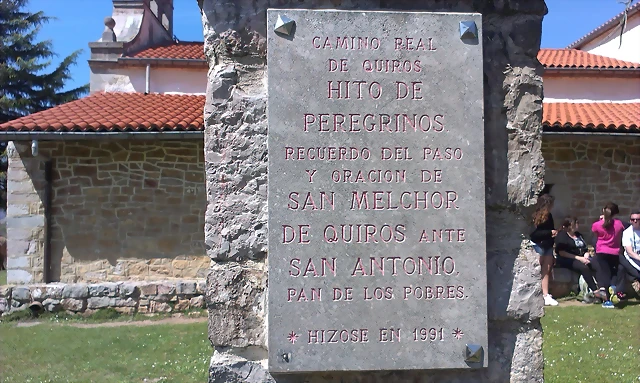 CAMINO REAL
DE QUIROS
HITO DE
PEREGRINOS
RECUERDO DEL PASO
Y ORACION DE
SAN MELCHOR
DE QUIROS ANTE
SAN ANTONIO.
PAN DE LOS POBRES.
* HIZOSE EN 1991 *